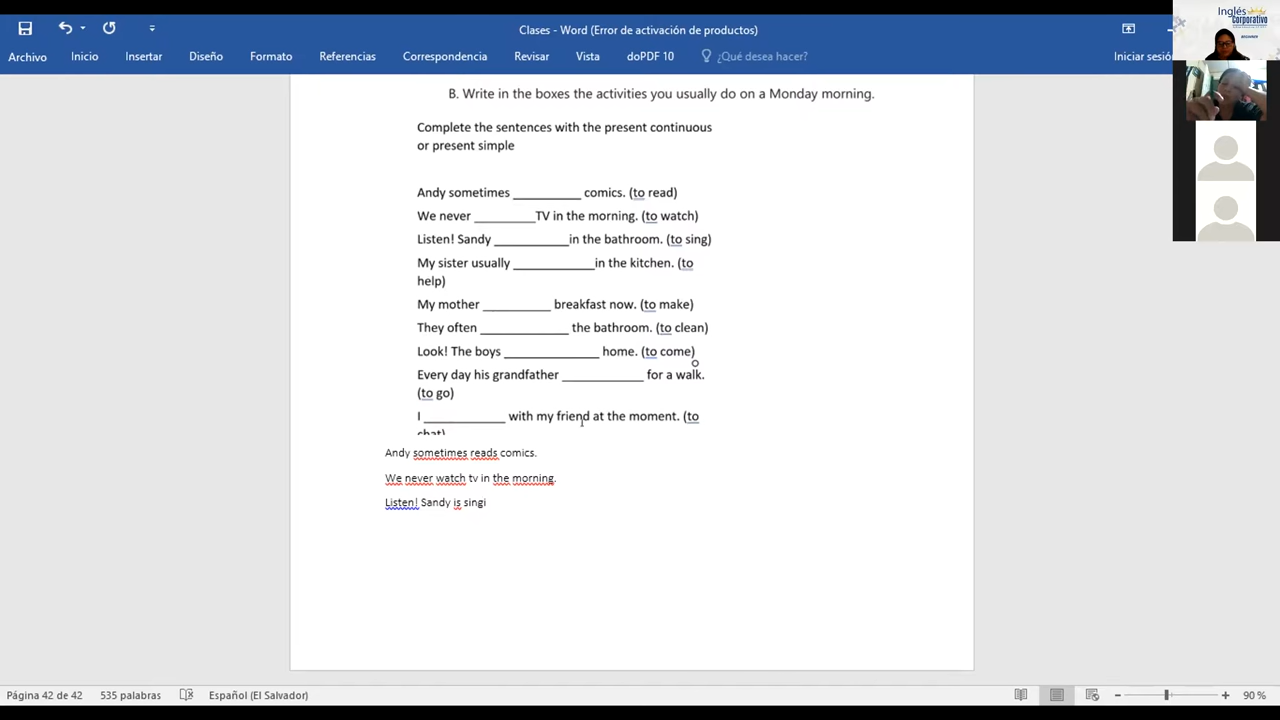 Clases - Word (Error de activación de productos)
Inglés
Corporativo
Archivo Inicio Insertar Diseño Formato Referencias Correspondencia Revisar Vista doPDF 10 ¿Qué desea hacer? Iniciar sesió
B. Write in the boxes the activities you usually do on a Monday morning.
Complete the sentences with the present continuous
or present simple
Andy sometimes __________ comics. (to read)
We never _________TV in the morning. (to watch)
Listen! Sandy ___________in the bathroom. (to sing)
My sister usually ____________in the kitchen. (to
help)
My mother __________ breakfast now. (to make)
They often _____________ the bathroom. (to clean)
Look! The boys ______________ home. (to come)
Every day his grandfather ____________ for a walk.
(to go)
I ____________ with my friend at the moment. (to
chat)
Andy sometimes reads comics.
We never watch tv in the morning.
Listen! Sandy is singi
Página 42 de 42 535 palabras Español (El Salvador) 90 %